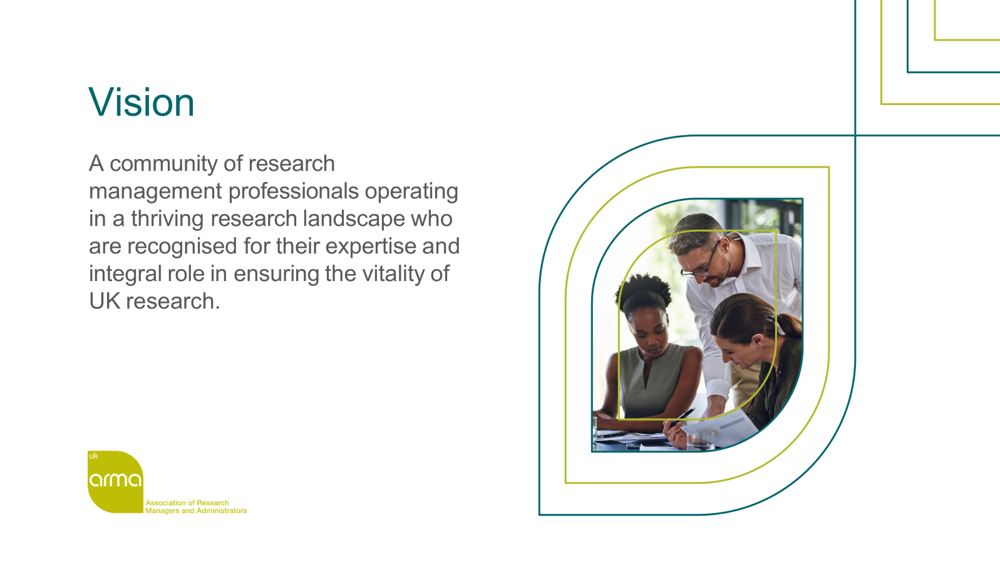 Vision
A community of research
management professionals operating
in a thriving research landscape who
are recognised for their expertise and
integral role in ensuring the vitality of
UK research.
uk
arma
Association of Research
Managers and Administrators